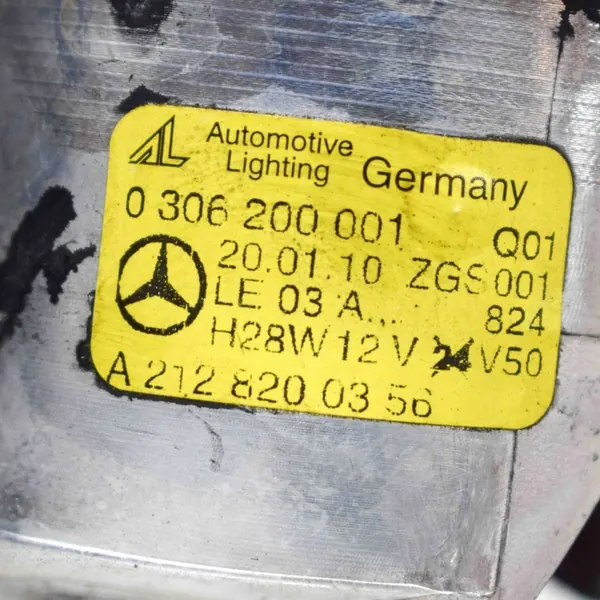 AL Automotive Lighting Germany
0 306 200 001 Q01
20.01.10 ZGS 001
LE 03 A.... 824
H28W 12 V 24 V50
A 212 820 03 56